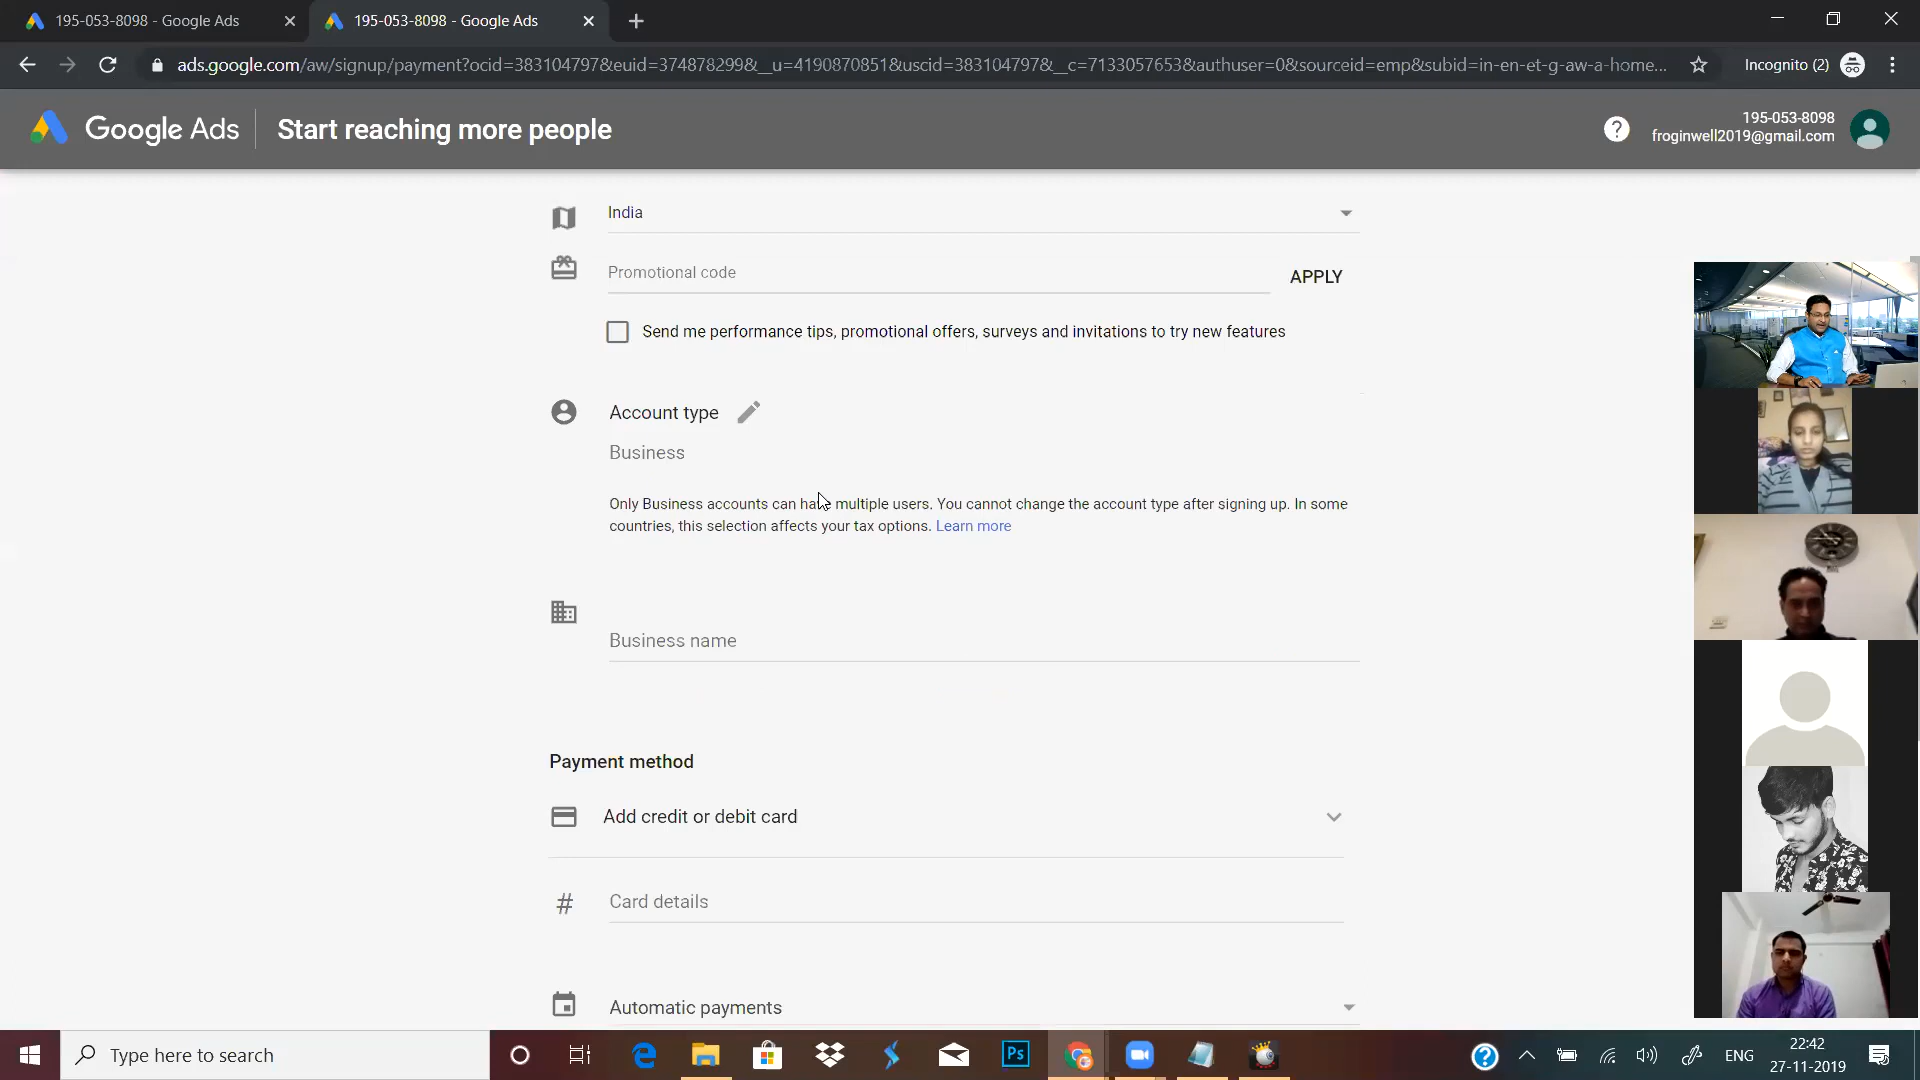 195-053-8098 - Google Ads
195-053-8098 - Google Ads
ads.google.com/aw/signup/payment?ocid=383104797&euid=374878299&__u=4190870851&uscid=383104797&__c=7133057653&authuser=0&sourceid=emp&subid=in-en-et-g-aw-a-home...
Incognito (2)
Google Ads
Start reaching more people
?
195-053-8098
froginwell2019@gmail.com
India
Promotional code
APPLY
Send me performance tips, promotional offers, surveys and invitations to try new features
Account type
Business
Only Business accounts can have multiple users. You cannot change the account type after signing up. In some
countries, this selection affects your tax options. Learn more
Business name
Payment method
Add credit or debit card
# Card details
Automatic payments
Type here to search
Ps
?
ENG
22:42
27-11-2019